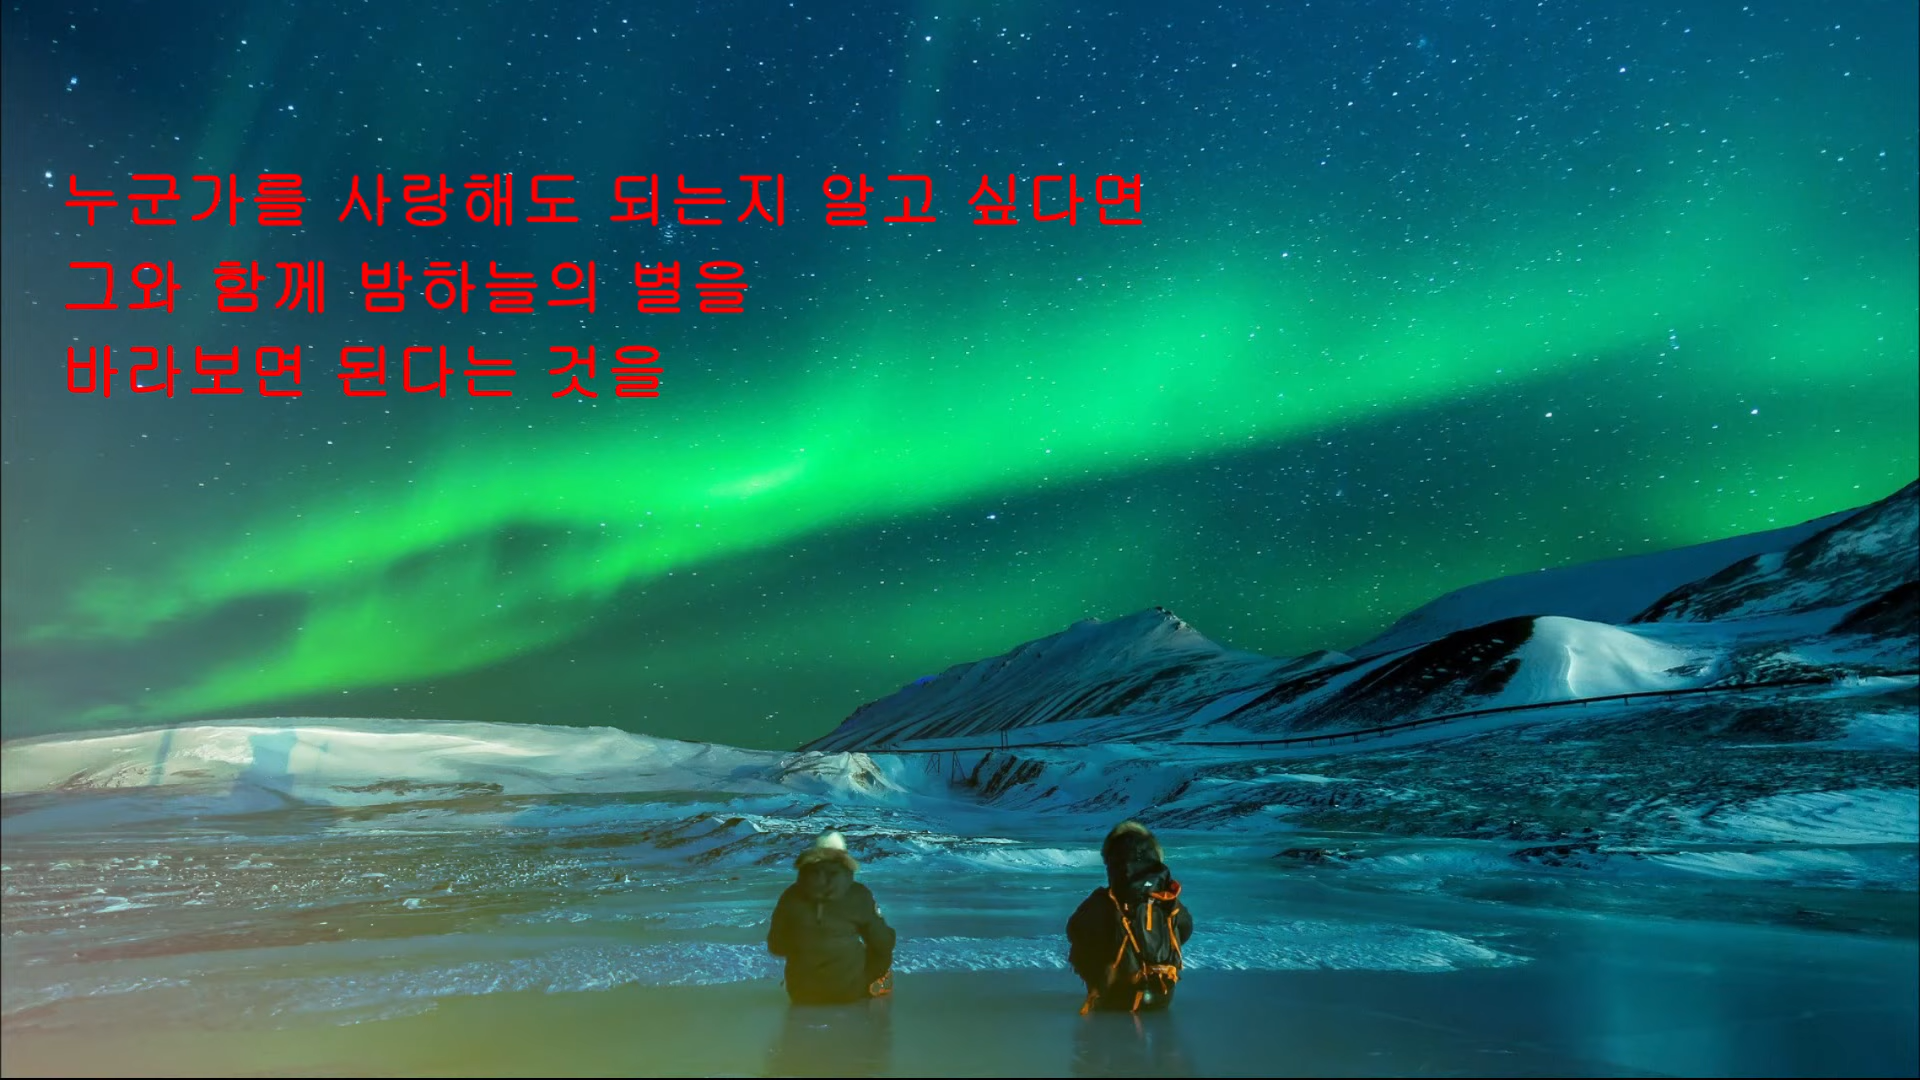 누군가를 사랑해도 되는지 알고 싶다면
그와 함께 밤하늘의 별을
바라보면 된다는 것을